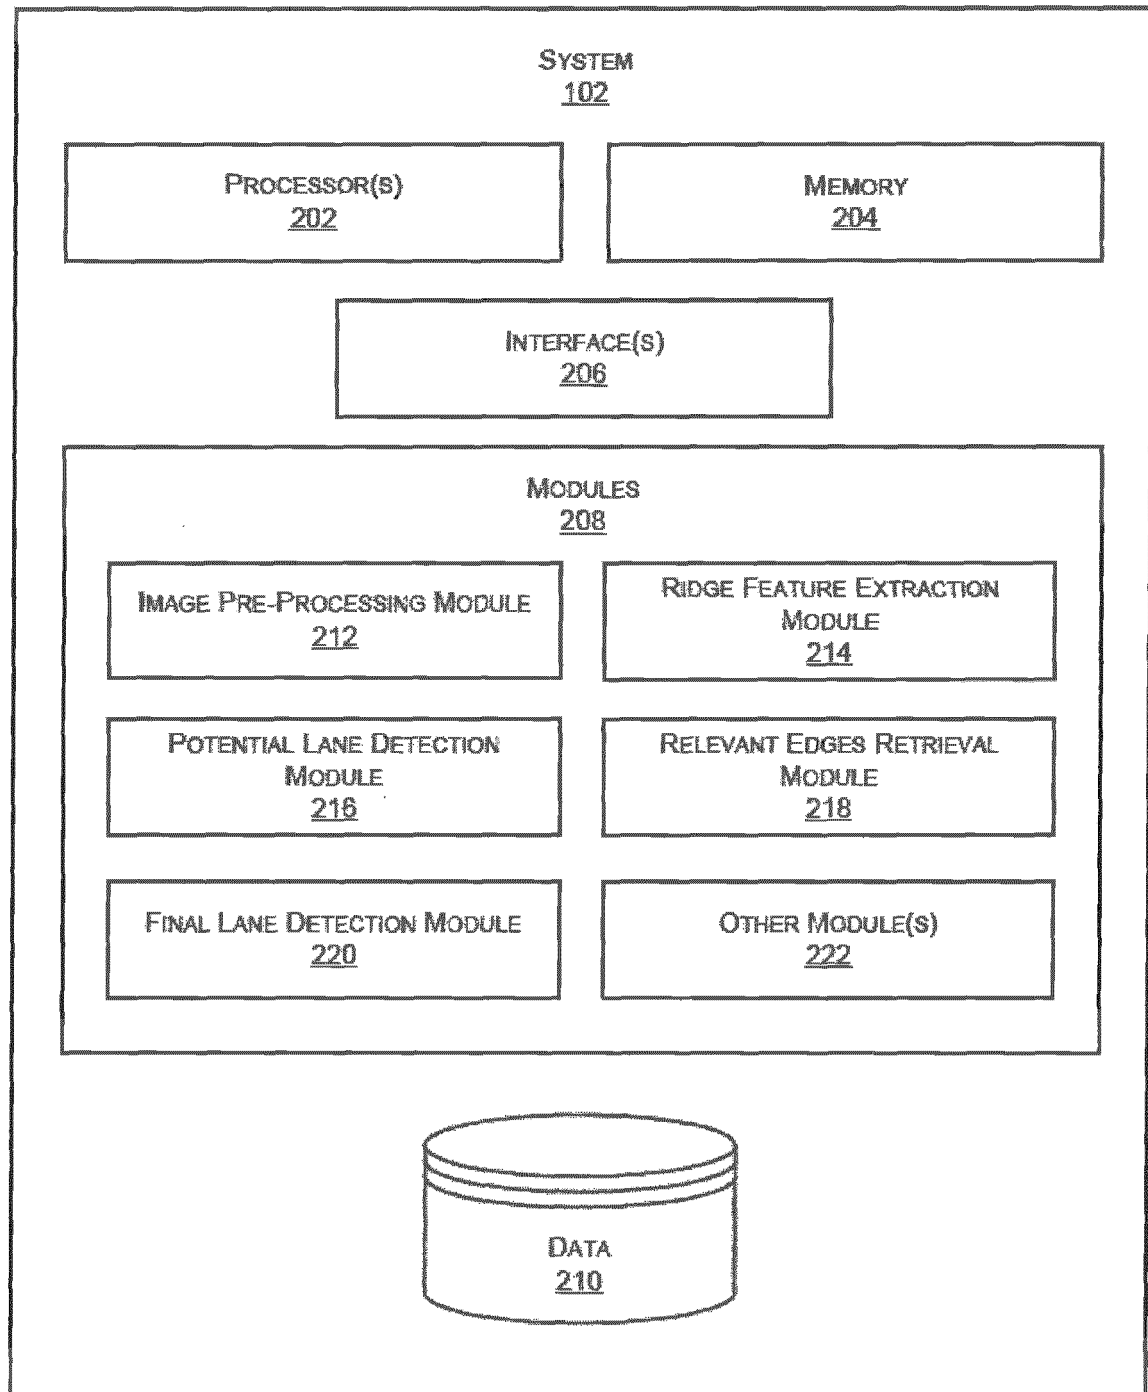 SYSTEM
102
PROCESSOR(S)
202
MEMORY
204
INTERFACE(S)
206
MODULES
208
IMAGE PRE-PROCESSING MODULE
212
RIDGE FEATURE EXTRACTION
MODULE
214
POTENTIAL LANE DETECTION
MODULE
216
RELEVANT EDGES RETRIEVAL
MODULE
218
FINAL LANE DETECTION MODULE
220
OTHER MODULE(S)
222
DATA
210